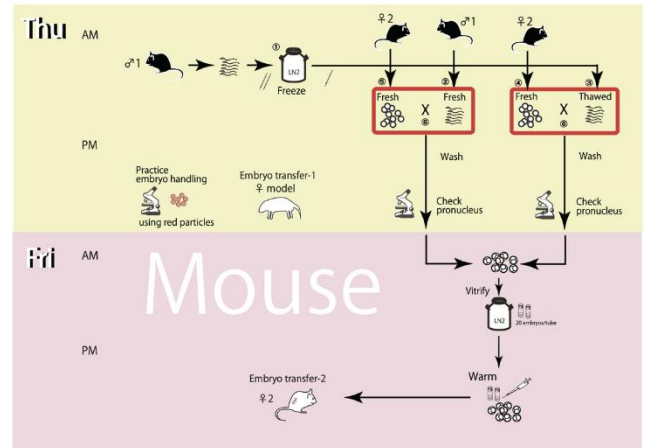 Thu
AM
♂1
①
LN2
Freeze
♀2
♂1
♀2
⑤
②
④
③
Fresh
Fresh
Fresh
Thawed
X
⑥
X
⑥
PM
Wash
Wash
Practice
embryo handling
using red particles
Embryo transfer-1
♀ model
Check
pronucleus
Check
pronucleus
Fri
AM
Mouse
Vitrify
LN2
20 embryos/tube
PM
Warm
Embryo transfer-2
♀2